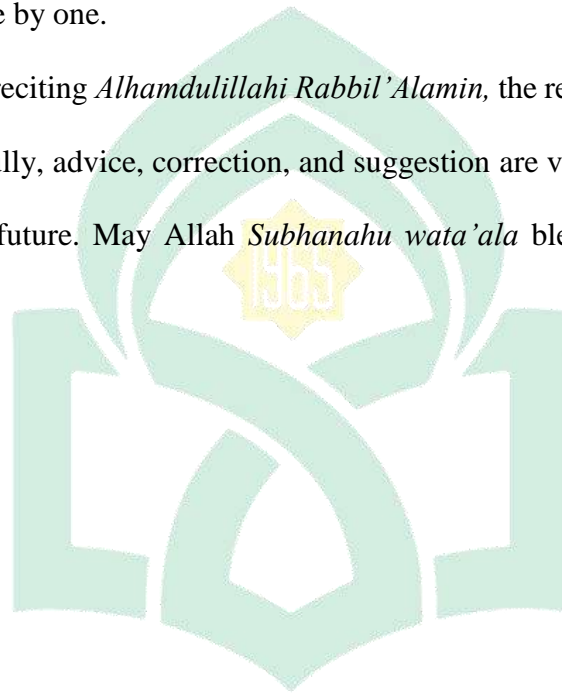 e by one.
reciting Alhamdulillahi Rabbil’Alamin, the re
lly, advice, correction, and suggestion are v
future. May Allah Subhanahu wata’ala ble
1965